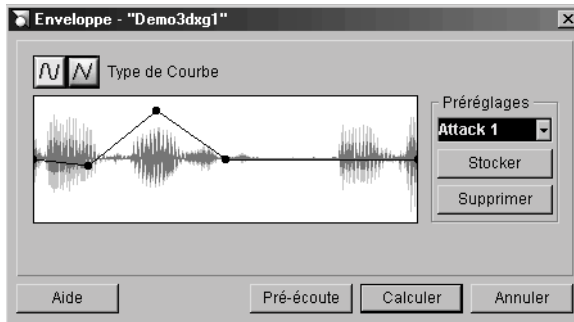 Enveloppe - "Demo3dxg1"
Type de Courbe
Préréglages
Attack 1
Stocker
Supprimer
Aide
Pré-écoute
Calculer
Annuler